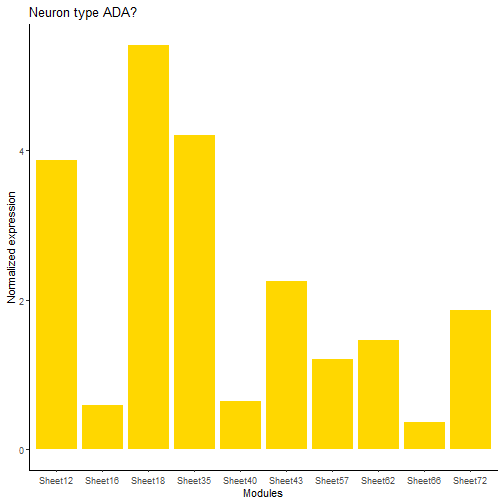 Neuron type ADA?
Normalized expression
4
2
0
Sheet12 Sheet16 Sheet18 Sheet35 Sheet40 Sheet43 Sheet57 Sheet62 Sheet66 Sheet72
Modules